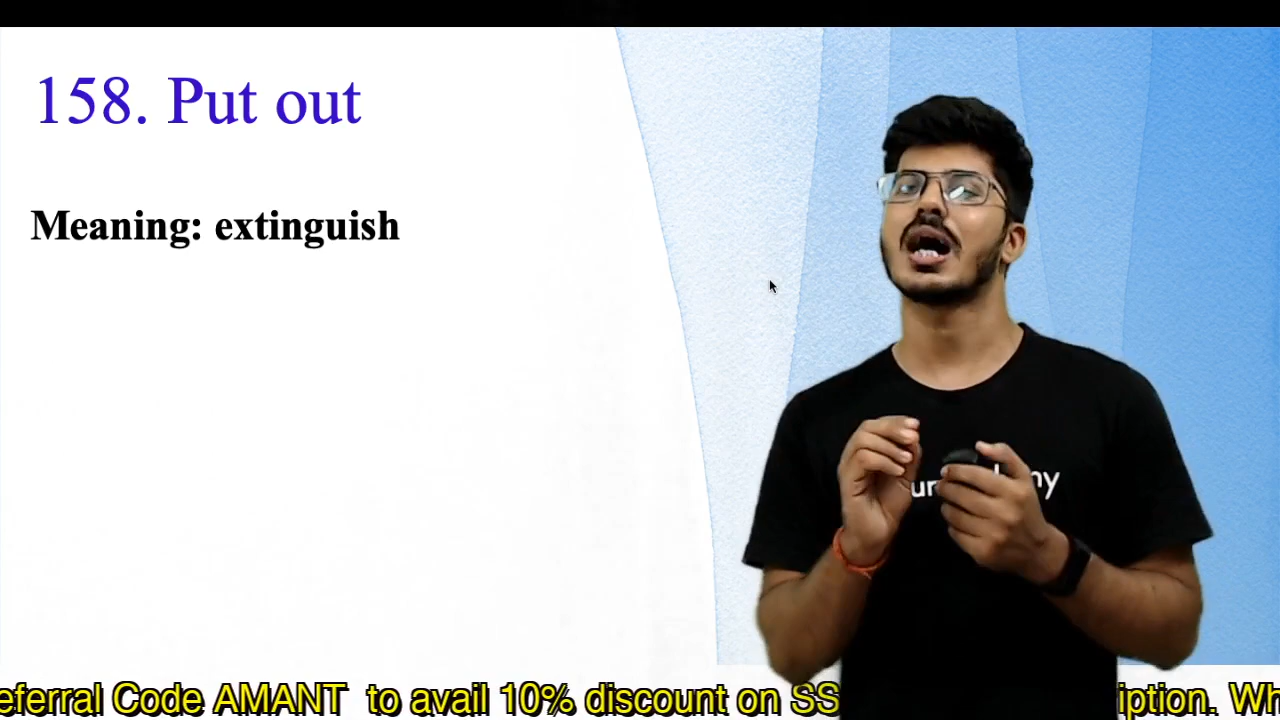 158. Put out
Meaning: extinguish
eferral Code AMANT to avail 10% discount on SS
iption. Wh